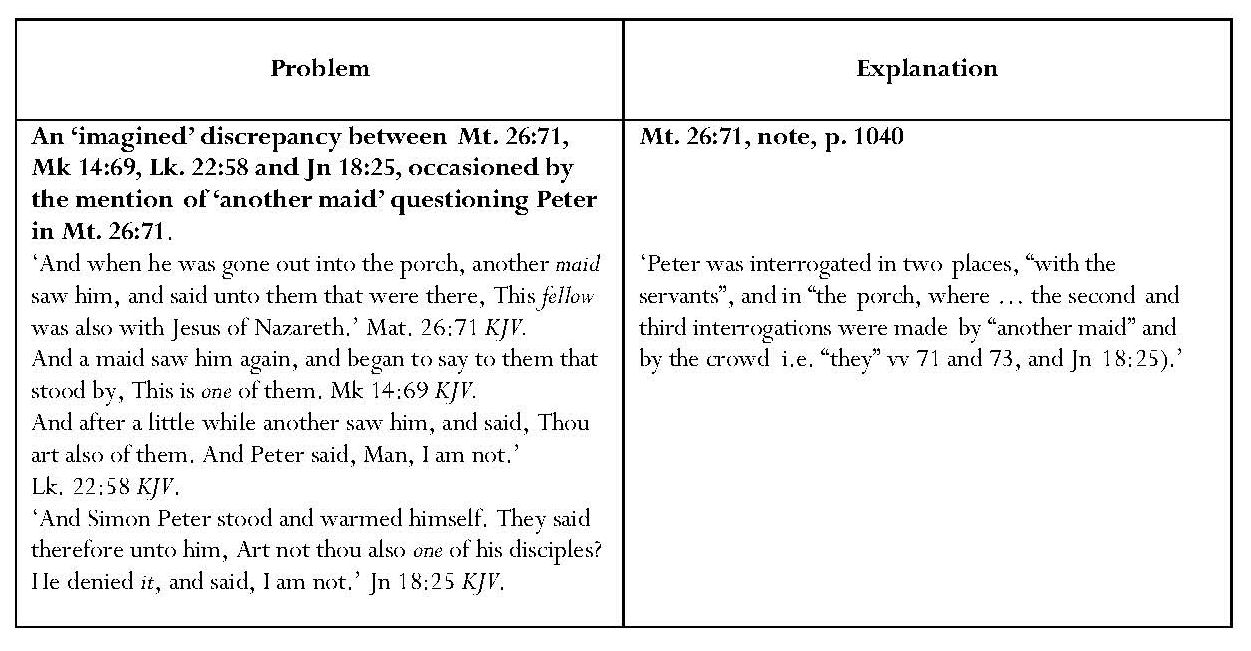 Problem
Explanation
An ‘imagined’ discrepancy between Mt. 26:71,
Mk 14:69, Lk. 22:58 and Jn 18:25, occasioned by
the mention of ‘another maid’ questioning Peter
in Mt. 26:71.
‘And when he was gone out into the porch, another maid
saw him, and said unto them that were there, This fellow
was also with Jesus of Nazareth.’ Mat. 26:71 KJV.
And a maid saw him again, and began to say to them that
stood by, This is one of them. Mk 14:69 KJV.
And after a little while another saw him, and said, Thou
art also of them. And Peter said, Man, I am not.’
Lk. 22:58 KJV.
‘And Simon Peter stood and warmed himself. They said
therefore unto him, Art not thou also one of his disciples?
He denied it, and said, I am not.’ Jn 18:25 KJV.
Mt. 26:71, note, p. 1040
‘Peter was interrogated in two places, “with the
servants”, and in “the porch, where … the second and
third interrogations were made by “another maid” and
by the crowd i.e. “they” vv 71 and 73, and Jn 18:25).’